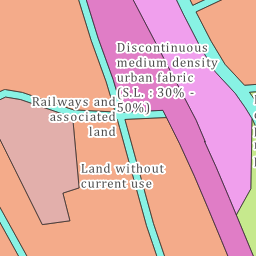 Discontinuous
medium density
urban fabric
(S.L. : 30% -
50%)
Railways and
associated
land
Land without
current use